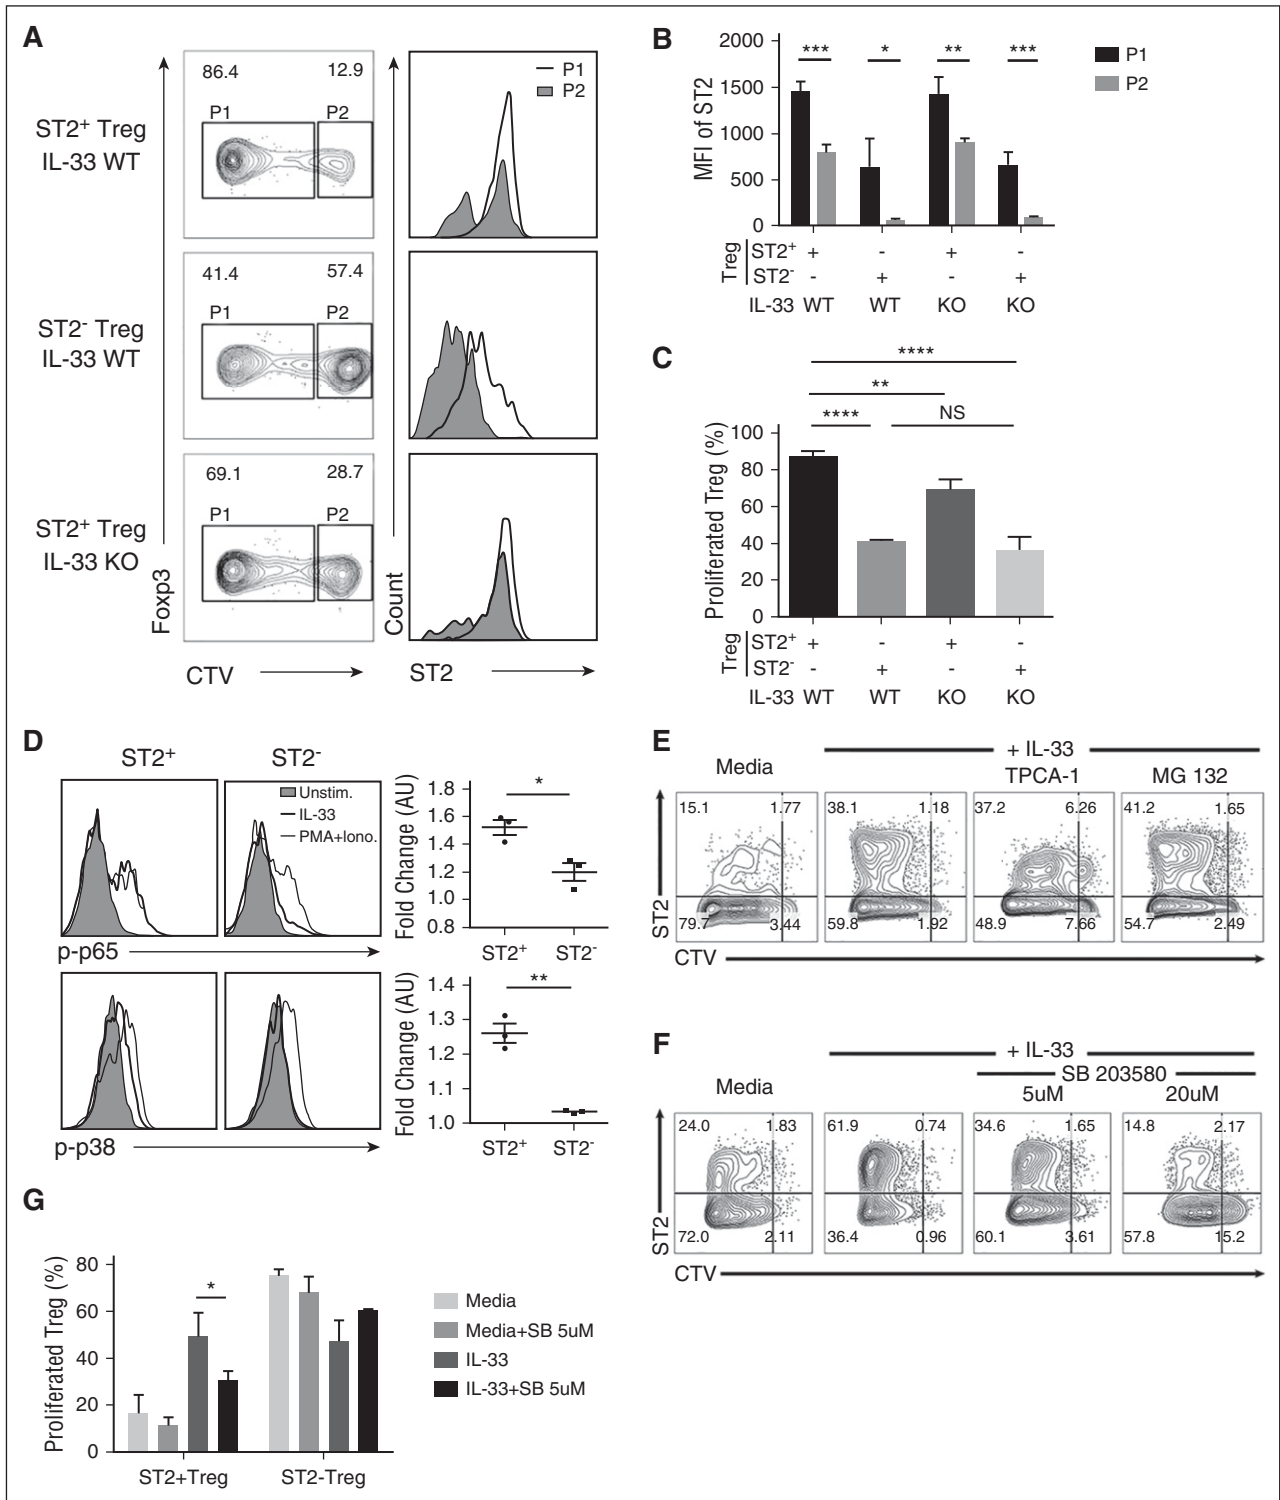 A
ST2+ Treg
IL-33 WT
86.4 12.9
P1 P2
P1
P2
ST2- Treg
IL-33 WT
41.4 57.4
P1 P2
ST2+ Treg
IL-33 KO
69.1 28.7
P1 P2
Foxp3
Count
CTV
ST2
B
MFI of ST2
2000
1500
1000
500
0
*** * ** ***
P1
P2
Treg
ST2+ + - + -
ST2- - + - +
IL-33 WT WT KO KO
C
****
**
**** NS
Proliferated Treg (%)
100
80
60
40
20
0
Treg
ST2+ + - + -
ST2- - + - +
IL-33 WT WT KO KO
D
ST2+ ST2-
Unstim.
IL-33
PMA+Iono.
p-p65
Fold Change (AU)
1.8
1.6
1.4
1.2
1.0
0.8
*
ST2+ ST2-
p-p38
Fold Change (AU)
1.4
1.3
1.2
1.1
1.0
**
ST2+ ST2-
E
+ IL-33
Media TPCA-1 MG 132
15.1 1.77 38.1 1.18 37.2 6.26 41.2 1.65
79.7 3.44 59.8 1.92 48.9 7.66 54.7 2.49
ST2
CTV
F
+ IL-33
SB 203580
Media 5uM 20uM
24.0 1.83 61.9 0.74 34.6 1.65 14.8 2.17
72.0 2.11 36.4 0.96 60.1 3.61 57.8 15.2
ST2
CTV
G
Proliferated Treg (%)
80
60
40
20
0
*
ST2+Treg ST2-Treg
Media
Media+SB 5uM
IL-33
IL-33+SB 5uM